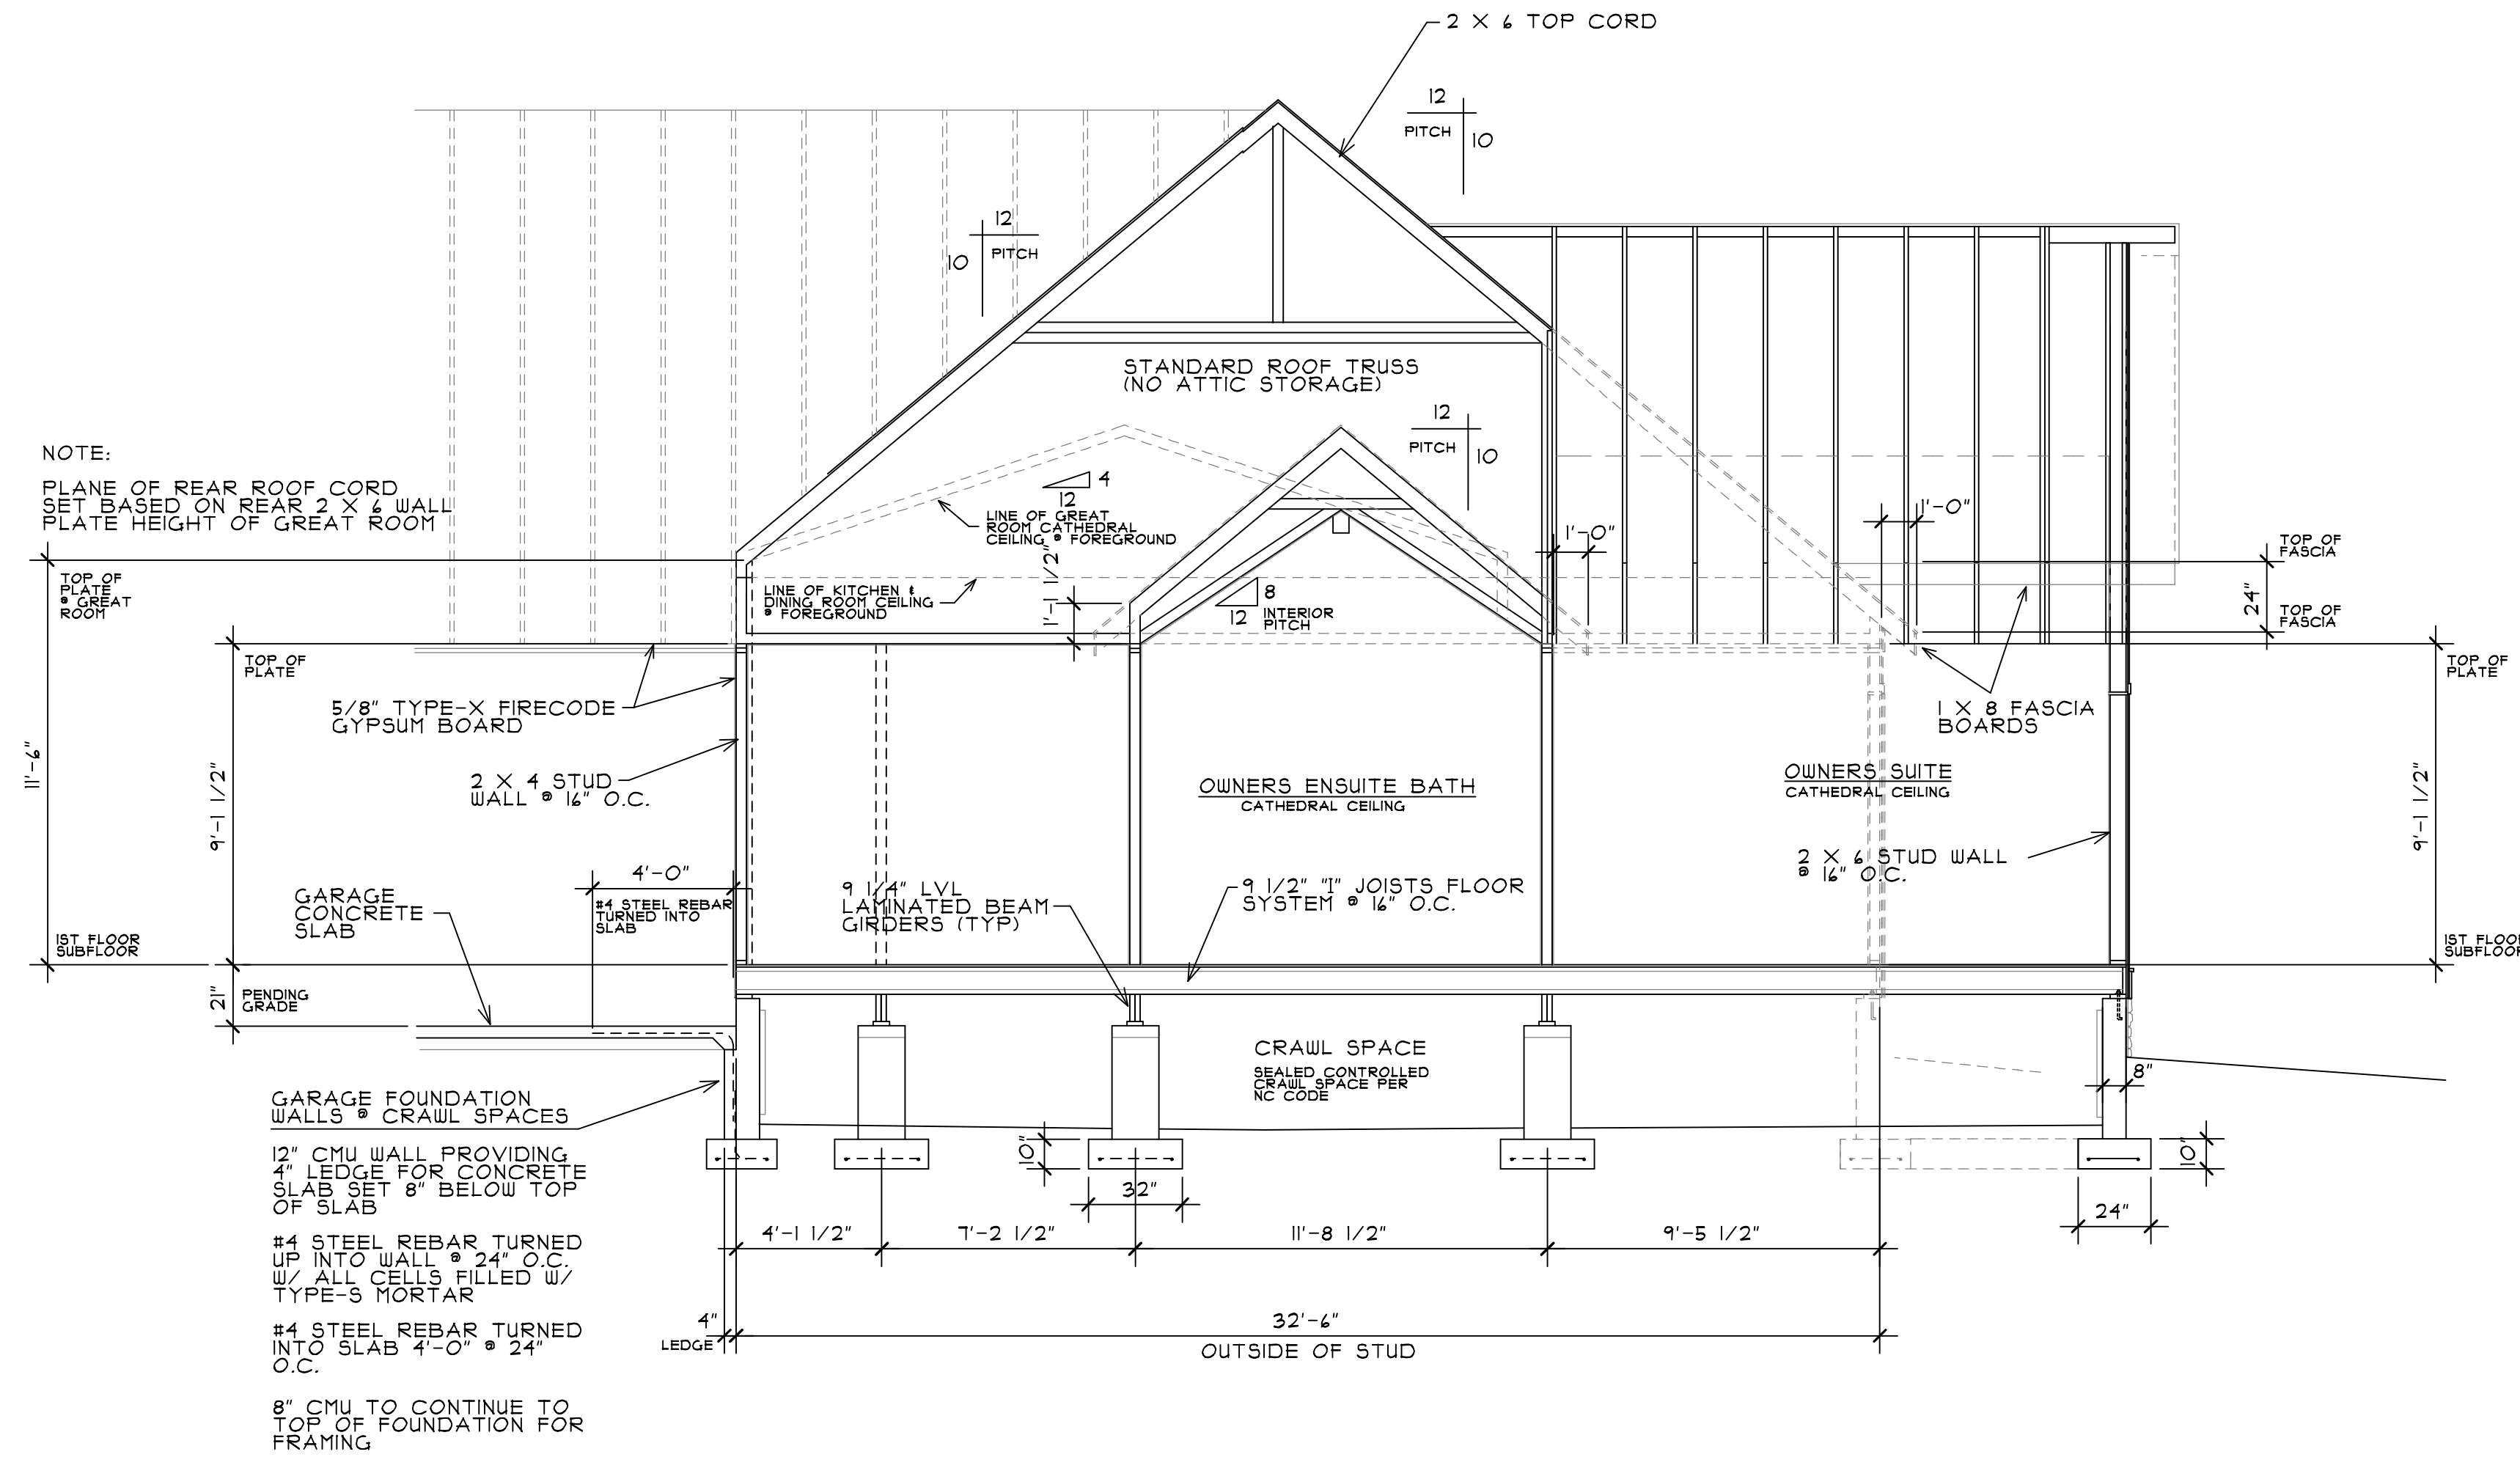 2 X 6 TOP CORD
12
PITCH
10
12
PITCH
10
STANDARD ROOF TRUSS
(NO ATTIC STORAGE)
12
PITCH
10
NOTE:
PLANE OF REAR ROOF CORD
SET BASED ON REAR 2 X 6 WALL
PLATE HEIGHT OF GREAT ROOM
4
12
LINE OF GREAT
ROOM CATHEDRAL
CEILING @ FOREGROUND
1'-0"
1'-0"
TOP OF
FASCIA
24"
TOP OF
FASCIA
TOP OF
PLATE
@ GREAT
ROOM
LINE OF KITCHEN &
DINING ROOM CEILING
@ FOREGROUND
1'-1 1/2"
8
12
INTERIOR
PITCH
TOP OF
PLATE
TOP OF
PLATE
5/8" TYPE-X FIRECODE
GYPSUM BOARD
1 X 8 FASCIA
BOARDS
11'-6"
9'-1 1/2"
2 X 4 STUD
WALL @ 16" O.C.
OWNERS ENSUITE BATH
CATHEDRAL CEILING
OWNERS SUITE
CATHEDRAL CEILING
9'-1 1/2"
2 X 6 STUD WALL
@ 16" O.C.
4'-0"
#4 STEEL REBAR
TURNED INTO
SLAB
GARAGE
CONCRETE
SLAB
9 1/4" LVL
LAMINATED BEAM
GIRDERS (TYP)
9 1/2" "I" JOISTS FLOOR
SYSTEM @ 16" O.C.
1ST FLOOR
SUBFLOOR
1ST FLOOR
SUBFLOOR
21"
PENDING
GRADE
CRAWL SPACE
SEALED CONTROLLED
CRAWL SPACE PER
NC CODE
8"
GARAGE FOUNDATION
WALLS @ CRAWL SPACES
12" CMU WALL PROVIDING
4" LEDGE FOR CONCRETE
SLAB SET 8" BELOW TOP
OF SLAB
#4 STEEL REBAR TURNED
UP INTO WALL @ 24" O.C.
W/ ALL CELLS FILLED W/
TYPE-S MORTAR
#4 STEEL REBAR TURNED
INTO SLAB 4'-0" @ 24"
O.C.
8" CMU TO CONTINUE TO
TOP OF FOUNDATION FOR
FRAMING
10"
32"
10"
24"
4'-1 1/2"
7'-2 1/2"
11'-8 1/2"
9'-5 1/2"
4"
LEDGE
32'-6"
OUTSIDE OF STUD